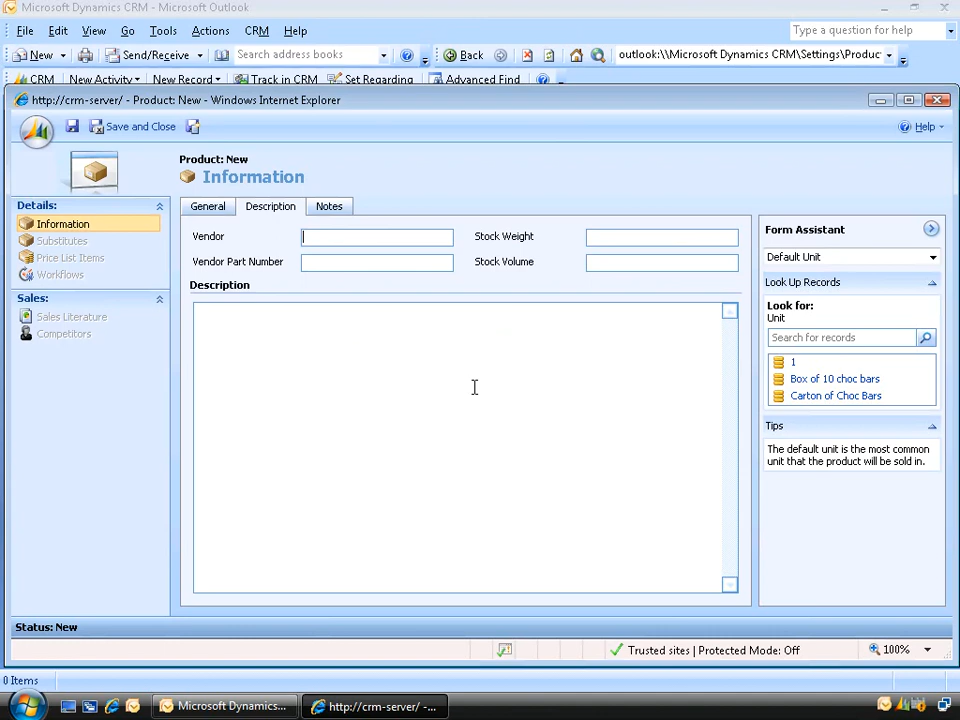 Microsoft Dynamics CRM - Microsoft Outlook
File Edit View Go Tools Actions CRM Help
Type a question for help
New Send/Receive Search address books Back outlook:\\Microsoft Dynamics CRM\Settings\Produc
CRM New Activity New Record Track in CRM Set Regarding Advanced Find
http://crm-server/ - Product: New - Windows Internet Explorer
Save and Close
Help
Product: New
Information
Details:
Information
Substitutes
Price List Items
Workflows
Sales:
Sales Literature
Competitors
General Description Notes
Vendor
Stock Weight
Vendor Part Number
Stock Volume
Description
Form Assistant
Default Unit
Look Up Records
Look for:
Unit
Search for records
1
Box of 10 choc bars
Carton of Choc Bars
Tips
The default unit is the most common
unit that the product will be sold in.
Status: New
Trusted sites | Protected Mode: Off
100%
0 Items
Microsoft Dynamics...
http://crm-server/ -...